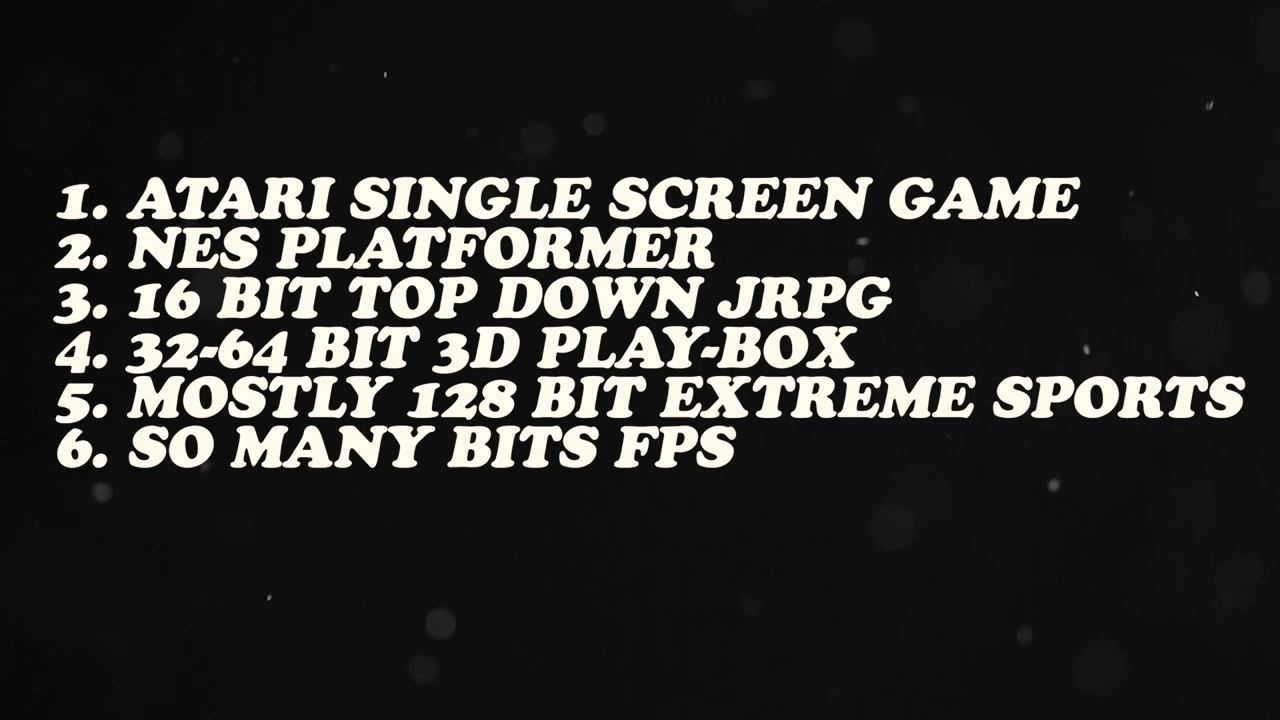 1. ATARI SINGLE SCREEN GAME
2. NES PLATFORMER
3. 16 BIT TOP DOWN JRPG
4. 32-64 BIT 3D PLAY-BOX
5. MOSTLY 128 BIT EXTREME SPORTS
6. SO MANY BITS FPS